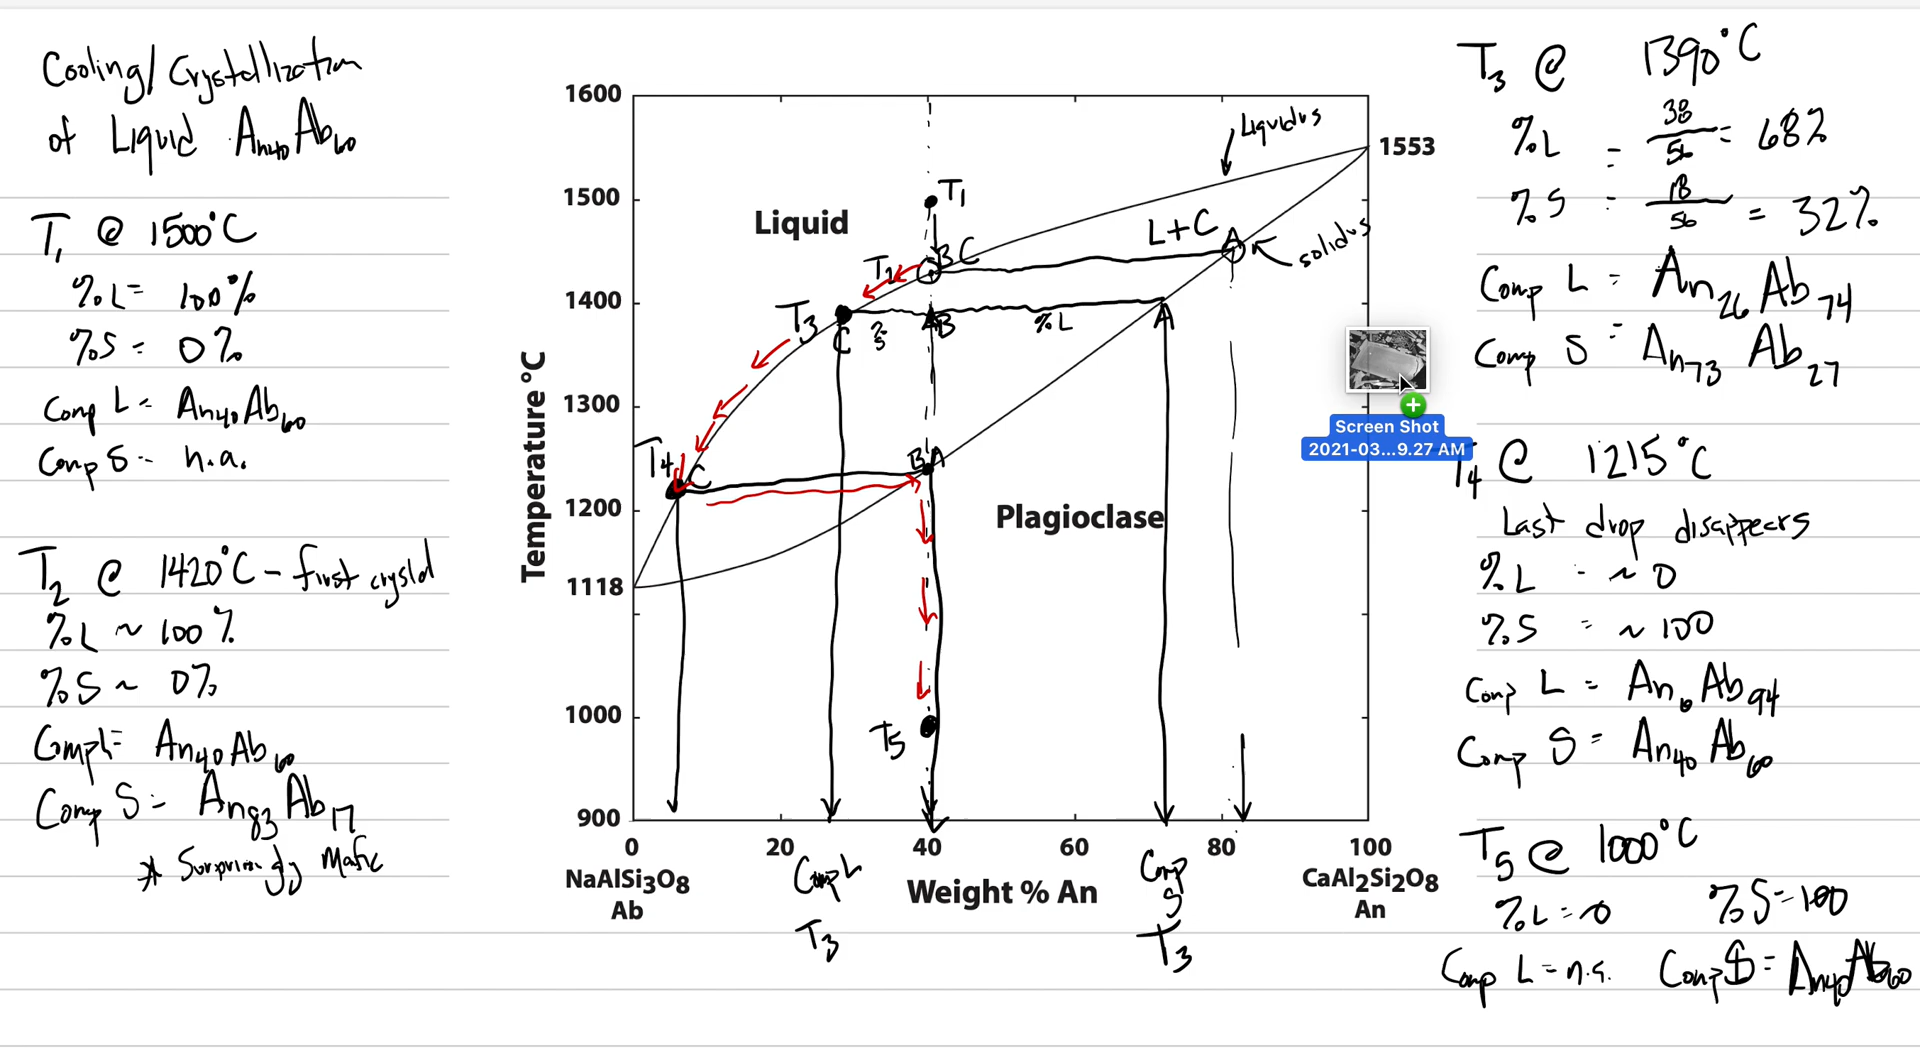 Cooling/Crystallization
of Liquid An40Ab60
T1 @ 1500°C
%L= 100%
%S= 0%
Comp L= An40Ab60
Comp S- n.a.
T2 @ 1420°C - first crystal
%L ~ 100%
%S ~ 0%
Comp L= An40Ab60
Comp S= An83Ab17
* Surprisingly Mafic
1600
1500
1400
1300
1200
1118
1000
900
Temperature °C
1553
Liquidus
T1
Liquid
L+C
A
solidus
B C
T2
T3
C
%S
A B
%L
A
T4
C
B A
Plagioclase
T5
0 20 40 60 80 100
NaAlSi3O8
Ab
Comp L
T3
Weight % An
Comp
S
T3
CaAl2Si2O8
An
Screen Shot
2021-03...9.27 AM
T3 @ 1390°C
%L = 38/56 = 68%
%S = 18/56 = 32%
Comp L = An26Ab74
Comp S = An73 Ab27
T4 @ 1215°C
Last drop disappears
%L - ~ 0
%S = ~ 100
Comp L = An6Ab94
Comp S = An40 Ab60
T5 @ 1000°C
%L = 0 %S=100
Comp L = n.a. Comp S= An40Ab60